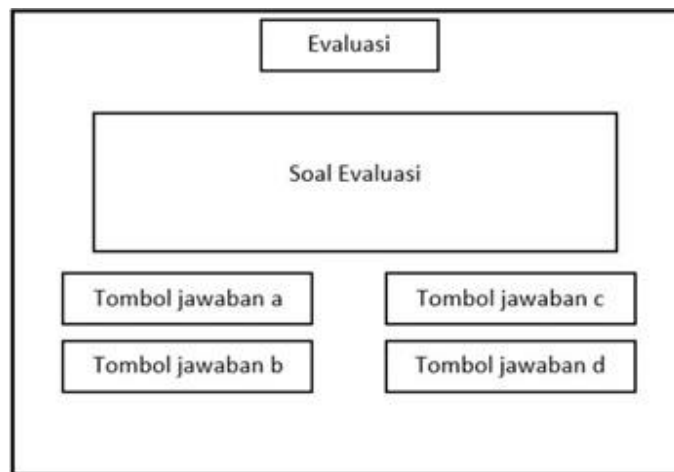 Evaluasi
Soal Evaluasi
Tombol jawaban a
Tombol jawaban c
Tombol jawaban b
Tombol jawaban d